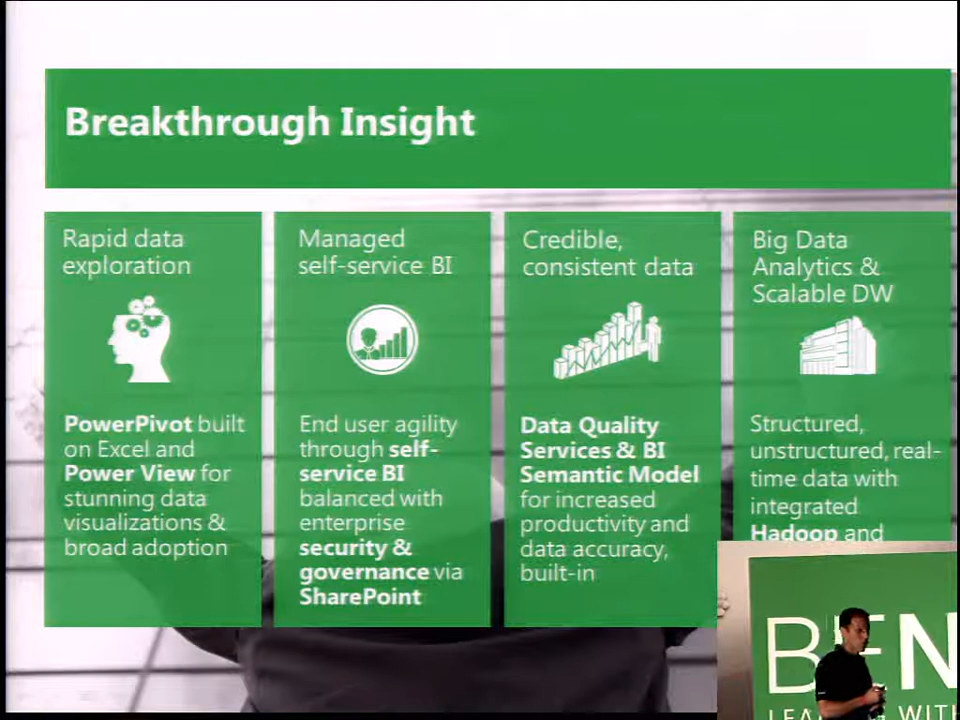 Breakthrough Insight
Rapid data
exploration
PowerPivot built
on Excel and
Power View for
stunning data
visualizations &
broad adoption
Managed
self-service BI
End user agility
through self-
service BI
balanced with
enterprise
security &
governance via
SharePoint
Credible,
consistent data
Data Quality
Services & BI
Semantic Model
for increased
productivity and
data accuracy,
built-in
Big Data
Analytics &
Scalable DW
Structured,
unstructured, real-
time data with
integrated
Hadoop and